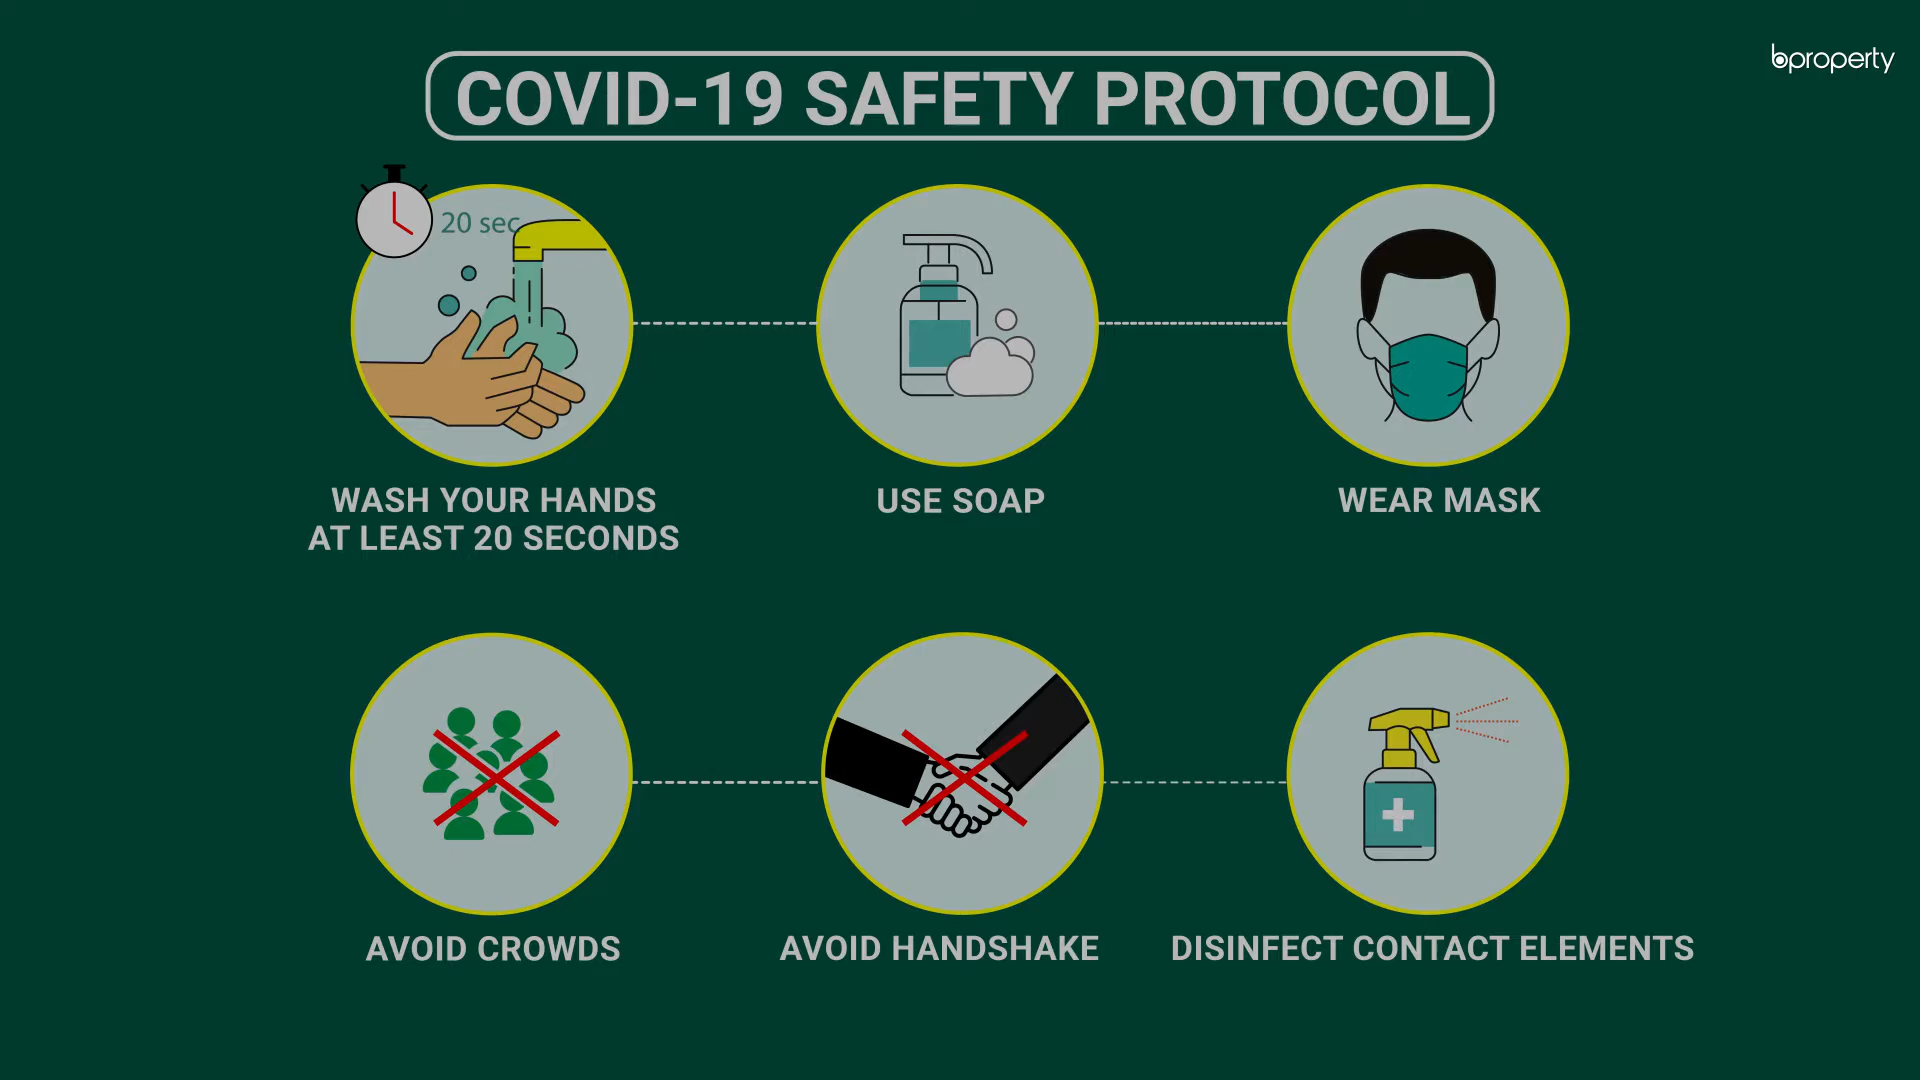 bproperty
COVID-19 SAFETY PROTOCOL
20 sec
WASH YOUR HANDS
AT LEAST 20 SECONDS
USE SOAP
WEAR MASK
AVOID CROWDS
AVOID HANDSHAKE
DISINFECT CONTACT ELEMENTS